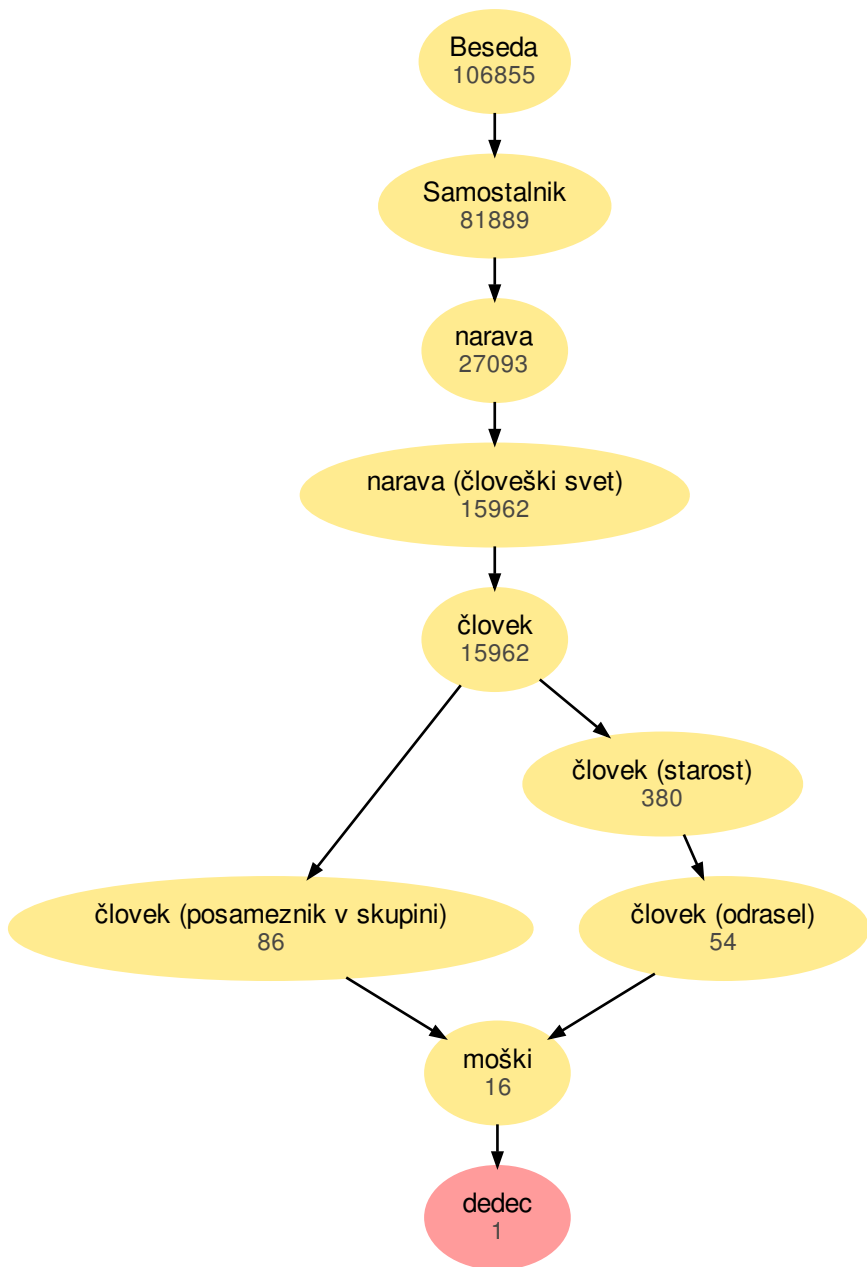 Beseda
106855
Samostalnik
81889
narava
27093
narava (človeški svet)
15962
človek
15962
človek (starost)
380
človek (posameznik v skupini)
86
človek (odrasel)
54
moški
16
dedec
1